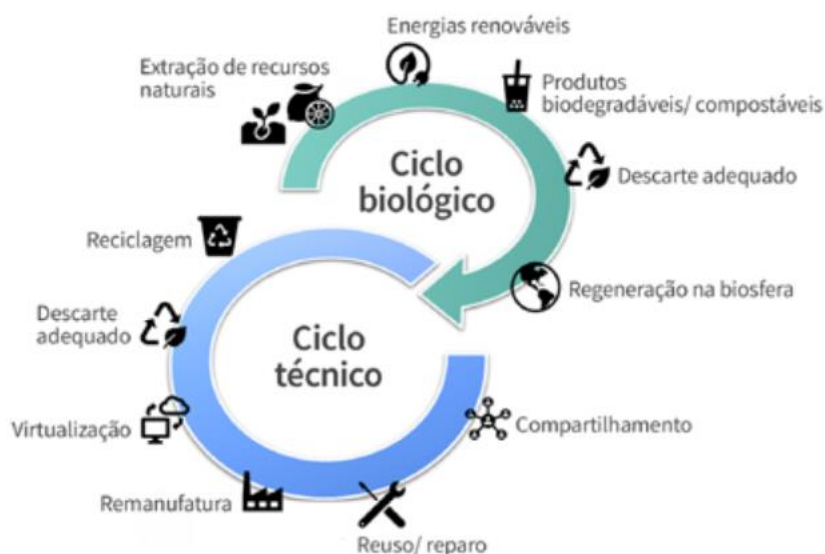 Energias renováveis
Extração de recursos
naturais
Produtos
biodegradáveis/ compostáveis
Ciclo
biológico
Descarte adequado
Regeneração na biosfera
Reciclagem
Descarte
adequado
Ciclo
técnico
Virtualização
Compartilhamento
Remanufatura
Reuso/ reparo